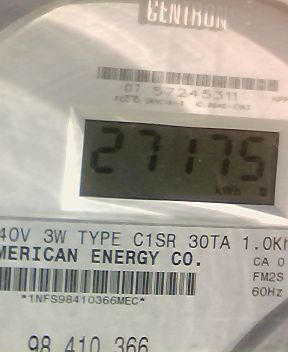 CENTRON
07 57245311
27175
kWh
40V 3W TYPE C1SR 30TA 1.0Kh
MERICAN ENERGY CO.
CA 0
FM2S
60Hz
*1NFS98410366MEC*
98 410 366